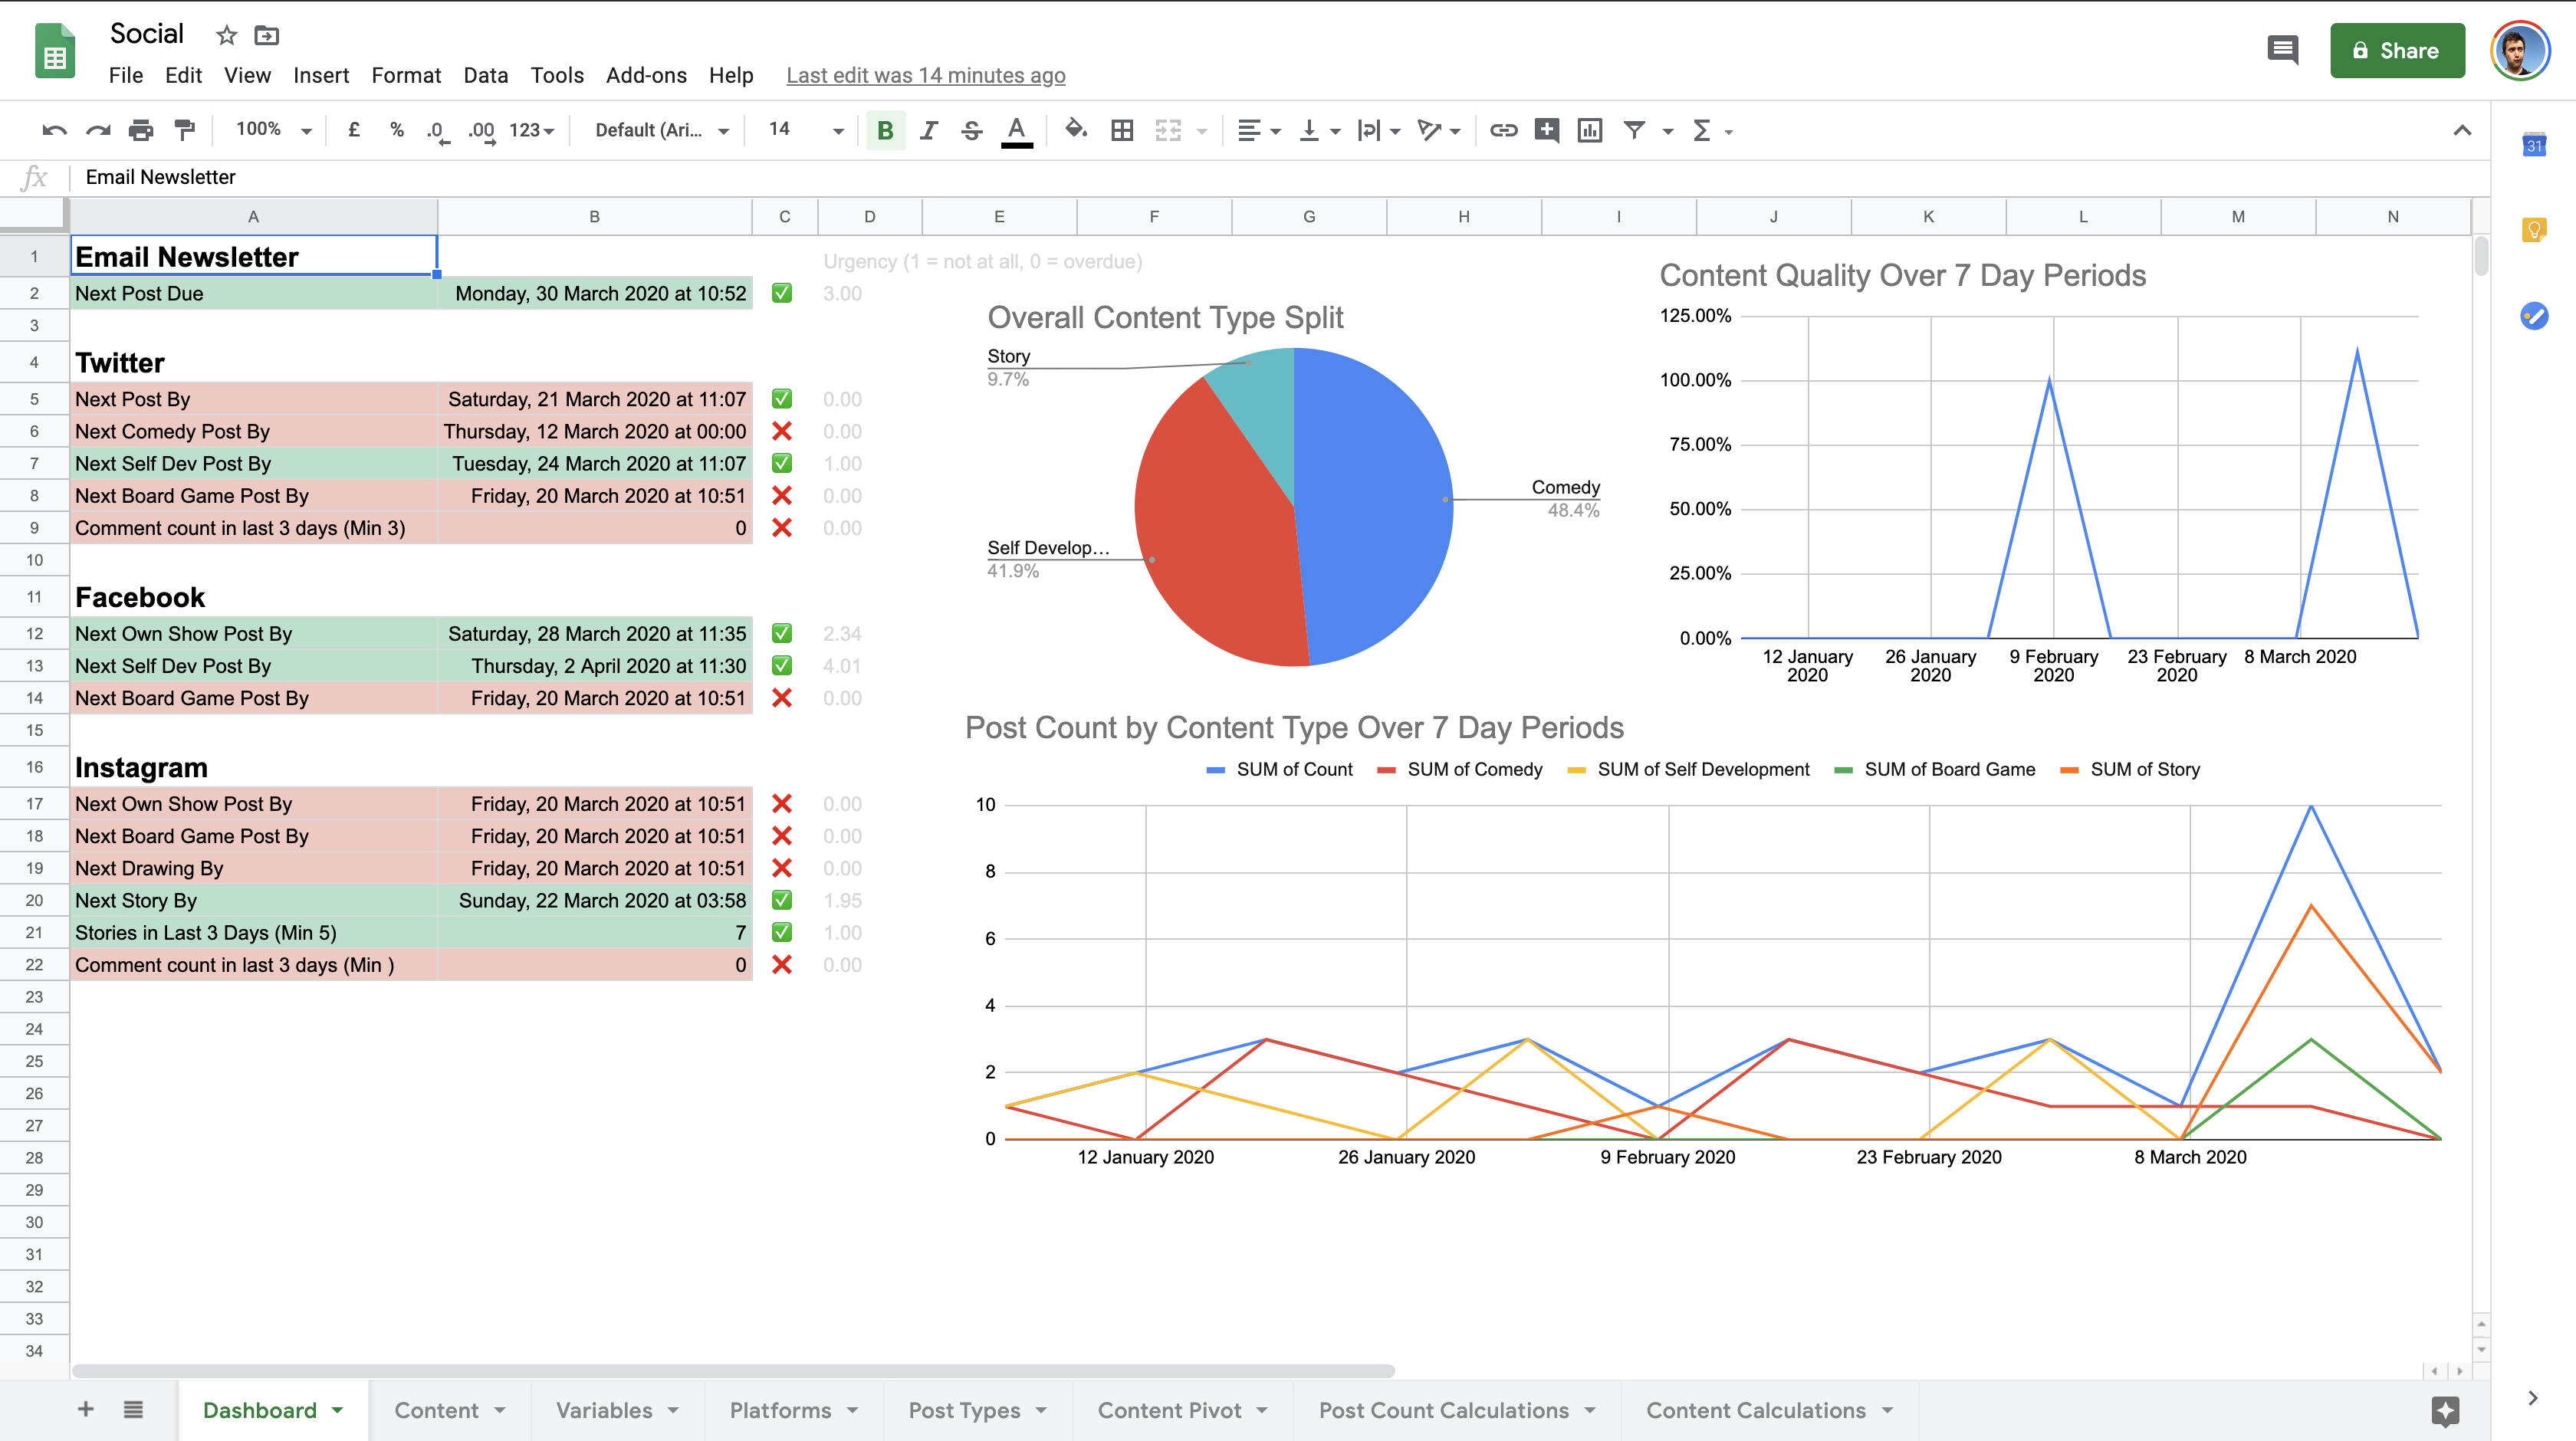 Social
File Edit View Insert Format Data Tools Add-ons Help Last edit was 14 minutes ago
Share
100% £ % .0 .00 123 Default (Ari... 14 B I S A Σ
31
fx Email Newsletter
A B C D E F G H I J K L M N
1 Email Newsletter Urgency (1 = not at all, 0 = overdue)
2 Next Post Due Monday, 30 March 2020 at 10:52 ✅ 3.00
3
4 Twitter
5 Next Post By Saturday, 21 March 2020 at 11:07 ✅ 0.00
6 Next Comedy Post By Thursday, 12 March 2020 at 00:00 ❌ 0.00
7 Next Self Dev Post By Tuesday, 24 March 2020 at 11:07 ✅ 1.00
8 Next Board Game Post By Friday, 20 March 2020 at 10:51 ❌ 0.00
9 Comment count in last 3 days (Min 3) 0 ❌ 0.00
10
11 Facebook
12 Next Own Show Post By Saturday, 28 March 2020 at 11:35 ✅ 2.34
13 Next Self Dev Post By Thursday, 2 April 2020 at 11:30 ✅ 4.01
14 Next Board Game Post By Friday, 20 March 2020 at 10:51 ❌ 0.00
15
16 Instagram
17 Next Own Show Post By Friday, 20 March 2020 at 10:51 ❌ 0.00
18 Next Board Game Post By Friday, 20 March 2020 at 10:51 ❌ 0.00
19 Next Drawing By Friday, 20 March 2020 at 10:51 ❌ 0.00
20 Next Story By Sunday, 22 March 2020 at 03:58 ✅ 1.95
21 Stories in Last 3 Days (Min 5) 7 ✅ 1.00
22 Comment count in last 3 days (Min ) 0 ❌ 0.00
23
24
25
26
27
28
29
30
31
32
33
34
Overall Content Type Split
Story
9.7%
Comedy
48.4%
Self Develop...
41.9%
Content Quality Over 7 Day Periods
125.00%
100.00%
75.00%
50.00%
25.00%
0.00%
12 January 26 January 9 February 23 February 8 March 2020
2020 2020 2020 2020
Post Count by Content Type Over 7 Day Periods
SUM of Count SUM of Comedy SUM of Self Development SUM of Board Game SUM of Story
10
8
6
4
2
0
12 January 2020 26 January 2020 9 February 2020 23 February 2020 8 March 2020
Dashboard Content Variables Platforms Post Types Content Pivot Post Count Calculations Content Calculations